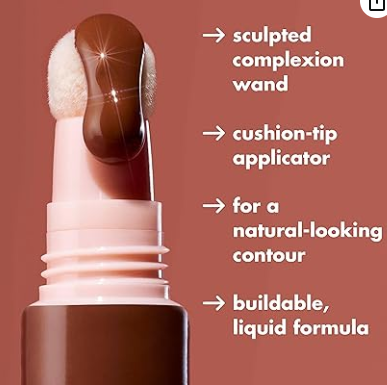 → sculpted
complexion
wand
→ cushion-tip
applicator
→ for a
natural-looking
contour
→ buildable,
liquid formula